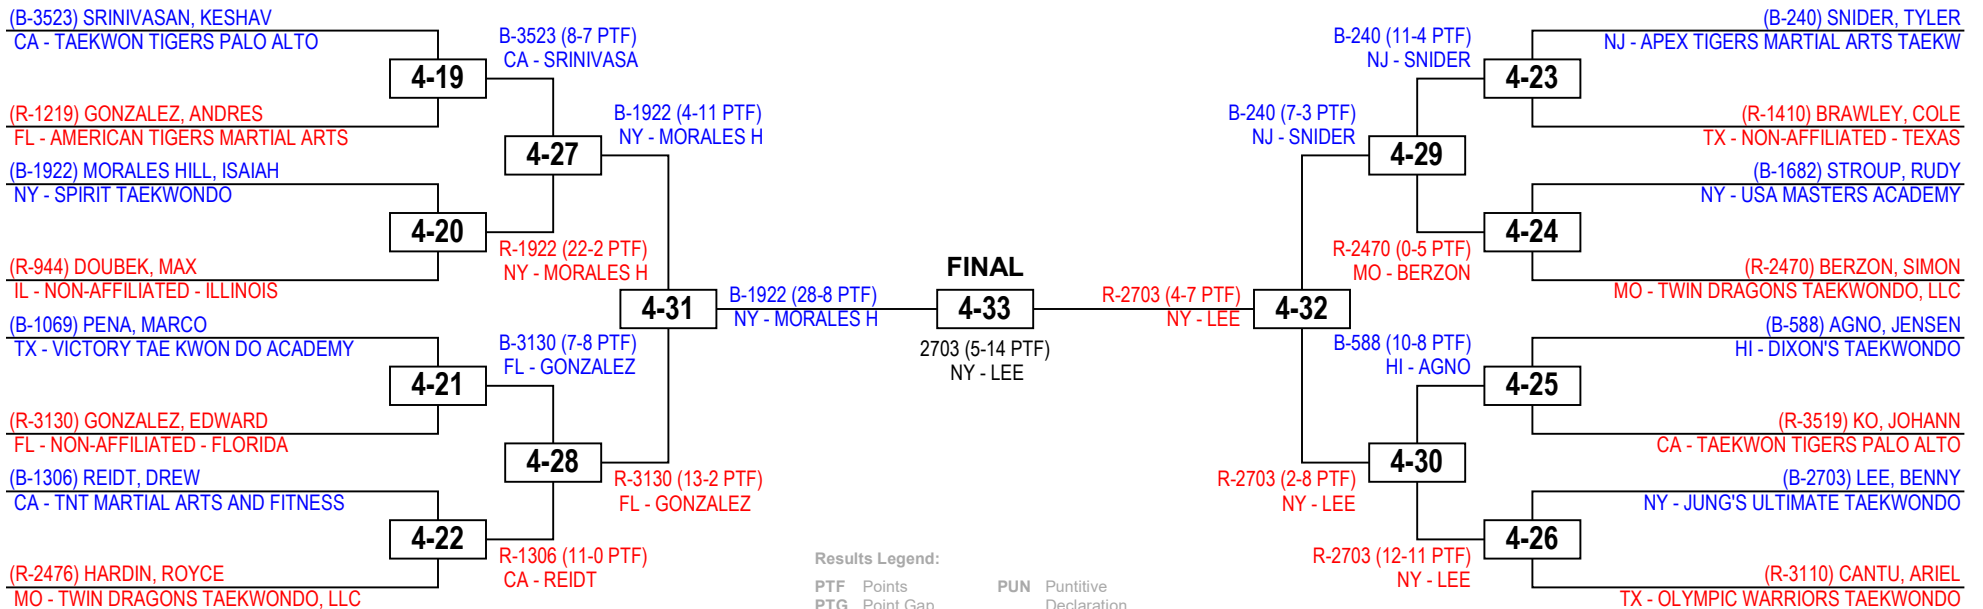 (B-3523) SRINIVASAN, KESHAV
CA - TAEKWON TIGERS PALO ALTO
4-19
(R-1219) GONZALEZ, ANDRES
FL - AMERICAN TIGERS MARTIAL ARTS
(B-1922) MORALES HILL, ISAIAH
NY - SPIRIT TAEKWONDO
4-20
(R-944) DOUBEK, MAX
IL - NON-AFFILIATED - ILLINOIS
(B-1069) PENA, MARCO
TX - VICTORY TAE KWON DO ACADEMY
4-21
(R-3130) GONZALEZ, EDWARD
FL - NON-AFFILIATED - FLORIDA
(B-1306) REIDT, DREW
CA - TNT MARTIAL ARTS AND FITNESS
4-22
(R-2476) HARDIN, ROYCE
MO - TWIN DRAGONS TAEKWONDO, LLC
B-3523 (8-7 PTF)
CA - SRINIVASA
4-27
R-1922 (22-2 PTF)
NY - MORALES H
B-3130 (7-8 PTF)
FL - GONZALEZ
4-28
R-1306 (11-0 PTF)
CA - REIDT
B-1922 (4-11 PTF)
NY - MORALES H
4-31
R-3130 (13-2 PTF)
FL - GONZALEZ
B-1922 (28-8 PTF)
NY - MORALES H
FINAL
4-33
2703 (5-14 PTF)
NY - LEE
R-2703 (4-7 PTF)
NY - LEE
B-240 (7-3 PTF)
NJ - SNIDER
4-32
R-2703 (2-8 PTF)
NY - LEE
B-240 (11-4 PTF)
NJ - SNIDER
4-29
R-2470 (0-5 PTF)
MO - BERZON
B-588 (10-8 PTF)
HI - AGNO
4-30
R-2703 (12-11 PTF)
NY - LEE
(B-240) SNIDER, TYLER
NJ - APEX TIGERS MARTIAL ARTS TAEKW
4-23
(R-1410) BRAWLEY, COLE
TX - NON-AFFILIATED - TEXAS
(B-1682) STROUP, RUDY
NY - USA MASTERS ACADEMY
4-24
(R-2470) BERZON, SIMON
MO - TWIN DRAGONS TAEKWONDO, LLC
(B-588) AGNO, JENSEN
HI - DIXON'S TAEKWONDO
4-25
(R-3519) KO, JOHANN
CA - TAEKWON TIGERS PALO ALTO
(B-2703) LEE, BENNY
NY - JUNG'S ULTIMATE TAEKWONDO
4-26
(R-3110) CANTU, ARIEL
TX - OLYMPIC WARRIORS TAEKWONDO
Results Legend:
PTF Points PUN Puntitive
PTG Point Gap Declaration